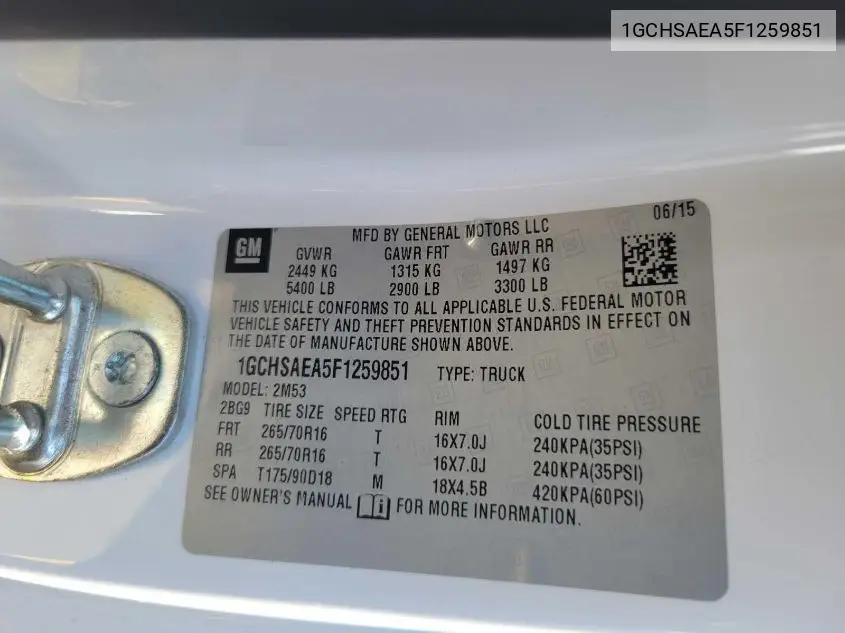 1GCHSAEA5F1259851
06/15
GM
MFD BY GENERAL MOTORS LLC
GVWR GAWR FRT GAWR RR
2449 KG 1315 KG 1497 KG
5400 LB 2900 LB 3300 LB
THIS VEHICLE CONFORMS TO ALL APPLICABLE U.S. FEDERAL MOTOR
VEHICLE SAFETY AND THEFT PREVENTION STANDARDS IN EFFECT ON
THE DATE OF MANUFACTURE SHOWN ABOVE.
1GCHSAEA5F1259851 TYPE: TRUCK
MODEL: 2M53
2BG9 TIRE SIZE SPEED RTG RIM COLD TIRE PRESSURE
FRT 265/70R16 T 16X7.0J 240KPA(35PSI)
RR 265/70R16 T 16X7.0J 240KPA(35PSI)
SPA T175/90D18 M 18X4.5B 420KPA(60PSI)
SEE OWNER'S MANUAL i FOR MORE INFORMATION.